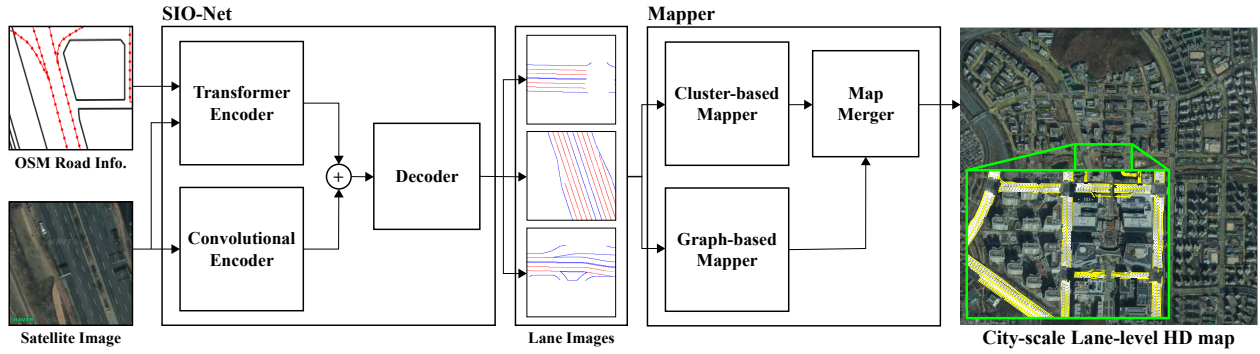 SIO-Net
Mapper
Transformer
Encoder
Cluster-based
Mapper
Map
Merger
OSM Road Info.
Decoder
+
Convolutional
Encoder
Graph-based
Mapper
NAVER
Satellite Image
Lane Images
City-scale Lane-level HD map